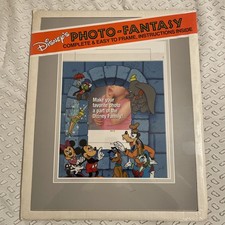 Disney's PHOTO-FANTASY
COMPLETE & EASY TO FRAME, INSTRUCTIONS INSIDE
Make your
favorite photo
a part of the
Disney Family